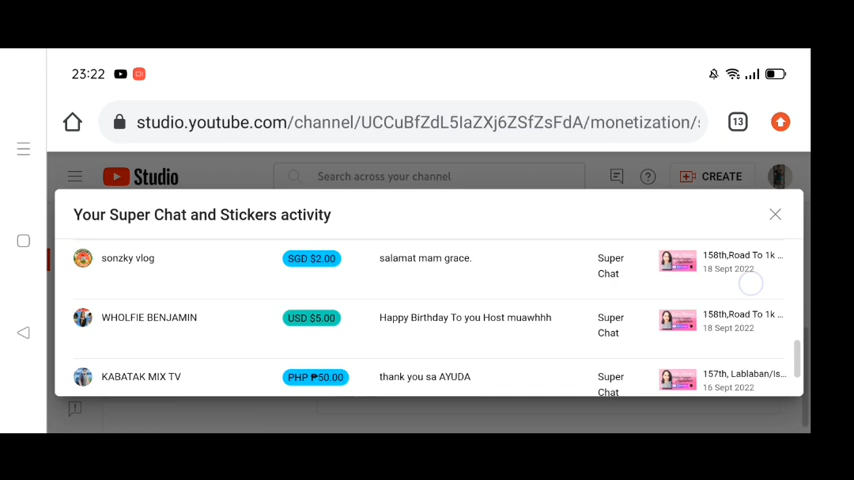 23:22
studio.youtube.com/channel/UCCuBfZdL5IaZXj6ZSfZsFdA/monetization/s
13
Studio
Search across your channel
CREATE
Your Super Chat and Stickers activity
sonzky vlog
SGD $2.00
salamat mam grace.
Super
Chat
158th,Road To 1k ...
18 Sept 2022
WHOLFIE BENJAMIN
USD $5.00
Happy Birthday To you Host muawhhh
Super
Chat
158th,Road To 1k ...
18 Sept 2022
KABATAK MIX TV
PHP ₱50.00
thank you sa AYUDA
Super
Chat
157th, Lablaban/Is...
16 Sept 2022